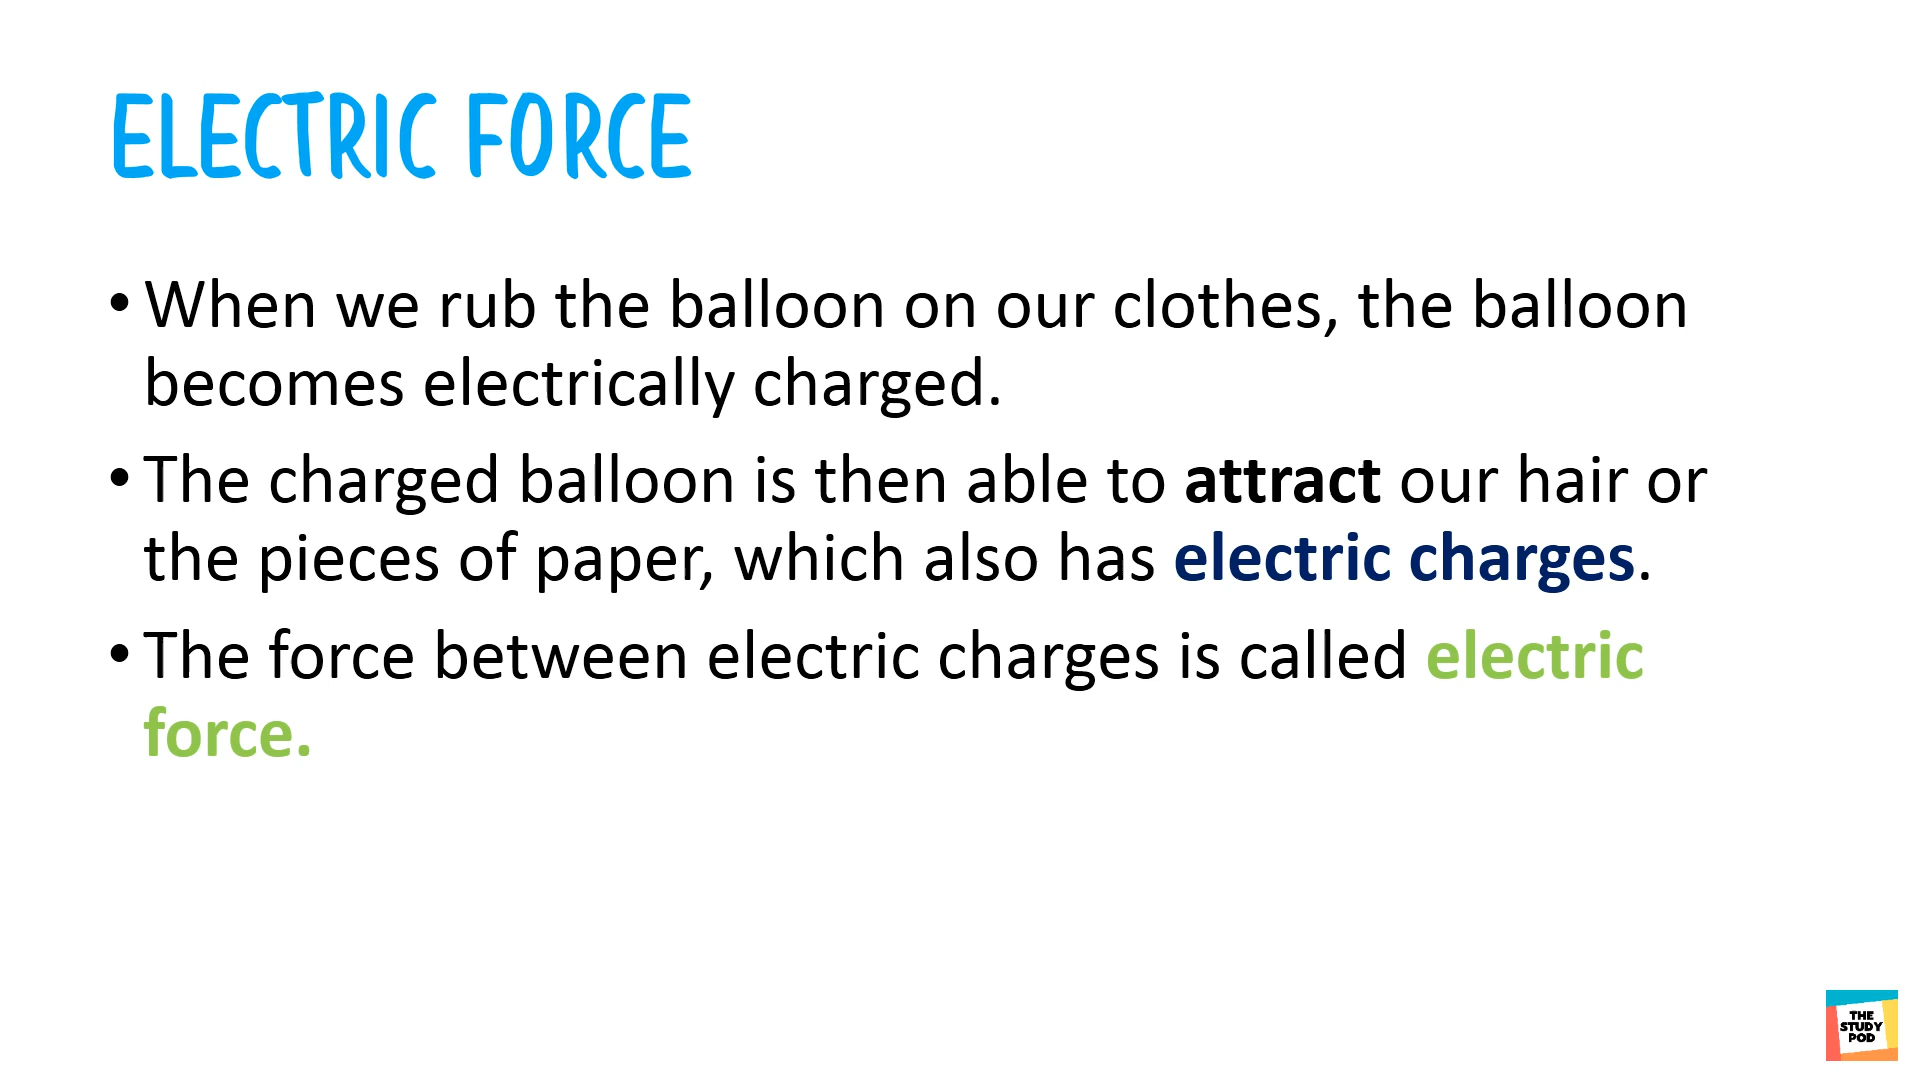 ELECTRIC FORCE
• When we rub the balloon on our clothes, the balloon
becomes electrically charged.
• The charged balloon is then able to attract our hair or
the pieces of paper, which also has electric charges.
• The force between electric charges is called electric
force.
THE
STUDY
POD